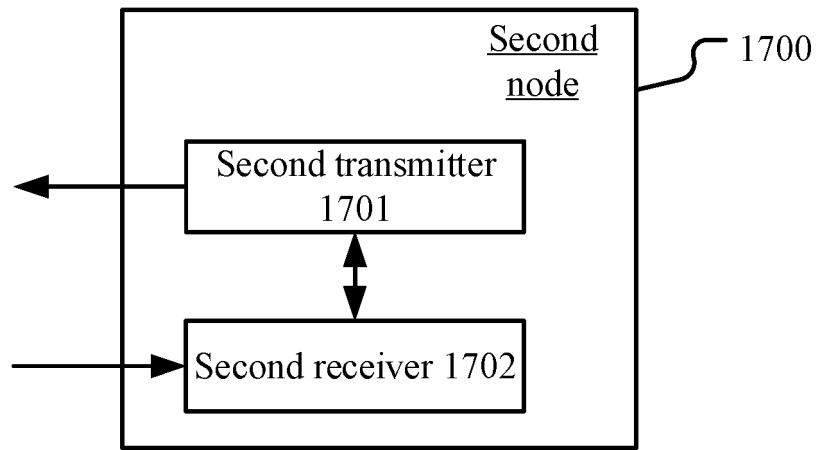 Second
node
1700
Second transmitter
1701
Second receiver 1702